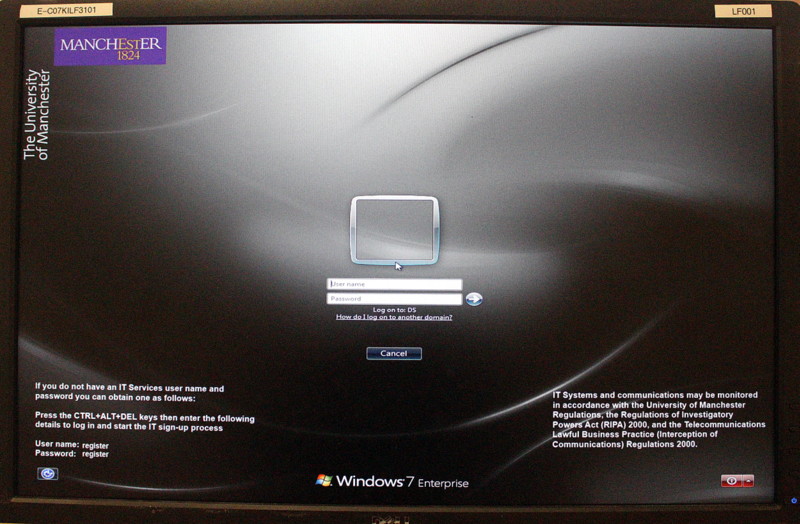 E-C07KILF3101
LF001
MANCHESTER
1824
The University
of Manchester
User name
Password
Log on to: DS
How do I log on to another domain?
Cancel
If you do not have an IT Services user name and
password you can obtain one as follows:
Press the CTRL+ALT+DEL keys then enter the following
details to log in and start the IT sign-up process
User name: register
Password: register
IT Systems and communications may be monitored
in accordance with the University of Manchester
Regulations, the Regulations of Investigatory
Powers Act (RIPA) 2000, and the Telecommunications
Lawful Business Practice (Interception of
Communications) Regulations 2000.
Windows 7 Enterprise